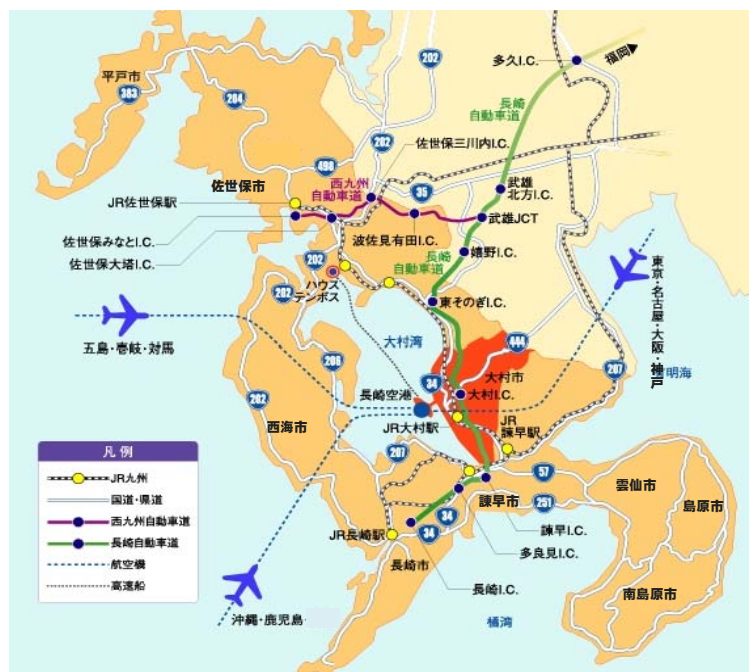 平戸市
383
204
202
多久I.C.
福岡
長崎
自動車道
202
佐世保三川内I.C.
498
西九州
自動車道
35
佐世保市
JR佐世保駅
武雄
北方I.C.
佐世保みなとI.C.
佐世保大塔I.C.
波佐見有田I.C.
武雄JCT
嬉野I.C.
長崎
自動車道
202
ハウス
テンボス
東そのぎI.C.
202
東京・名古屋・大阪・神戸
五島・壱岐・対馬
大村湾
444
206
34
大村市
大村I.C.
長崎空港
207
明海
202
西海市
JR大村駅
JR
諫早駅
207
凡例
JR九州
国道・県道
西九州自動車道
長崎自動車道
航空機
高速船
57
雲仙市
島原市
諫早市
251
34
JR長崎駅
34
諫早I.C.
多良見I.C.
長崎市
長崎I.C.
南島原市
沖縄・鹿児島
橘湾